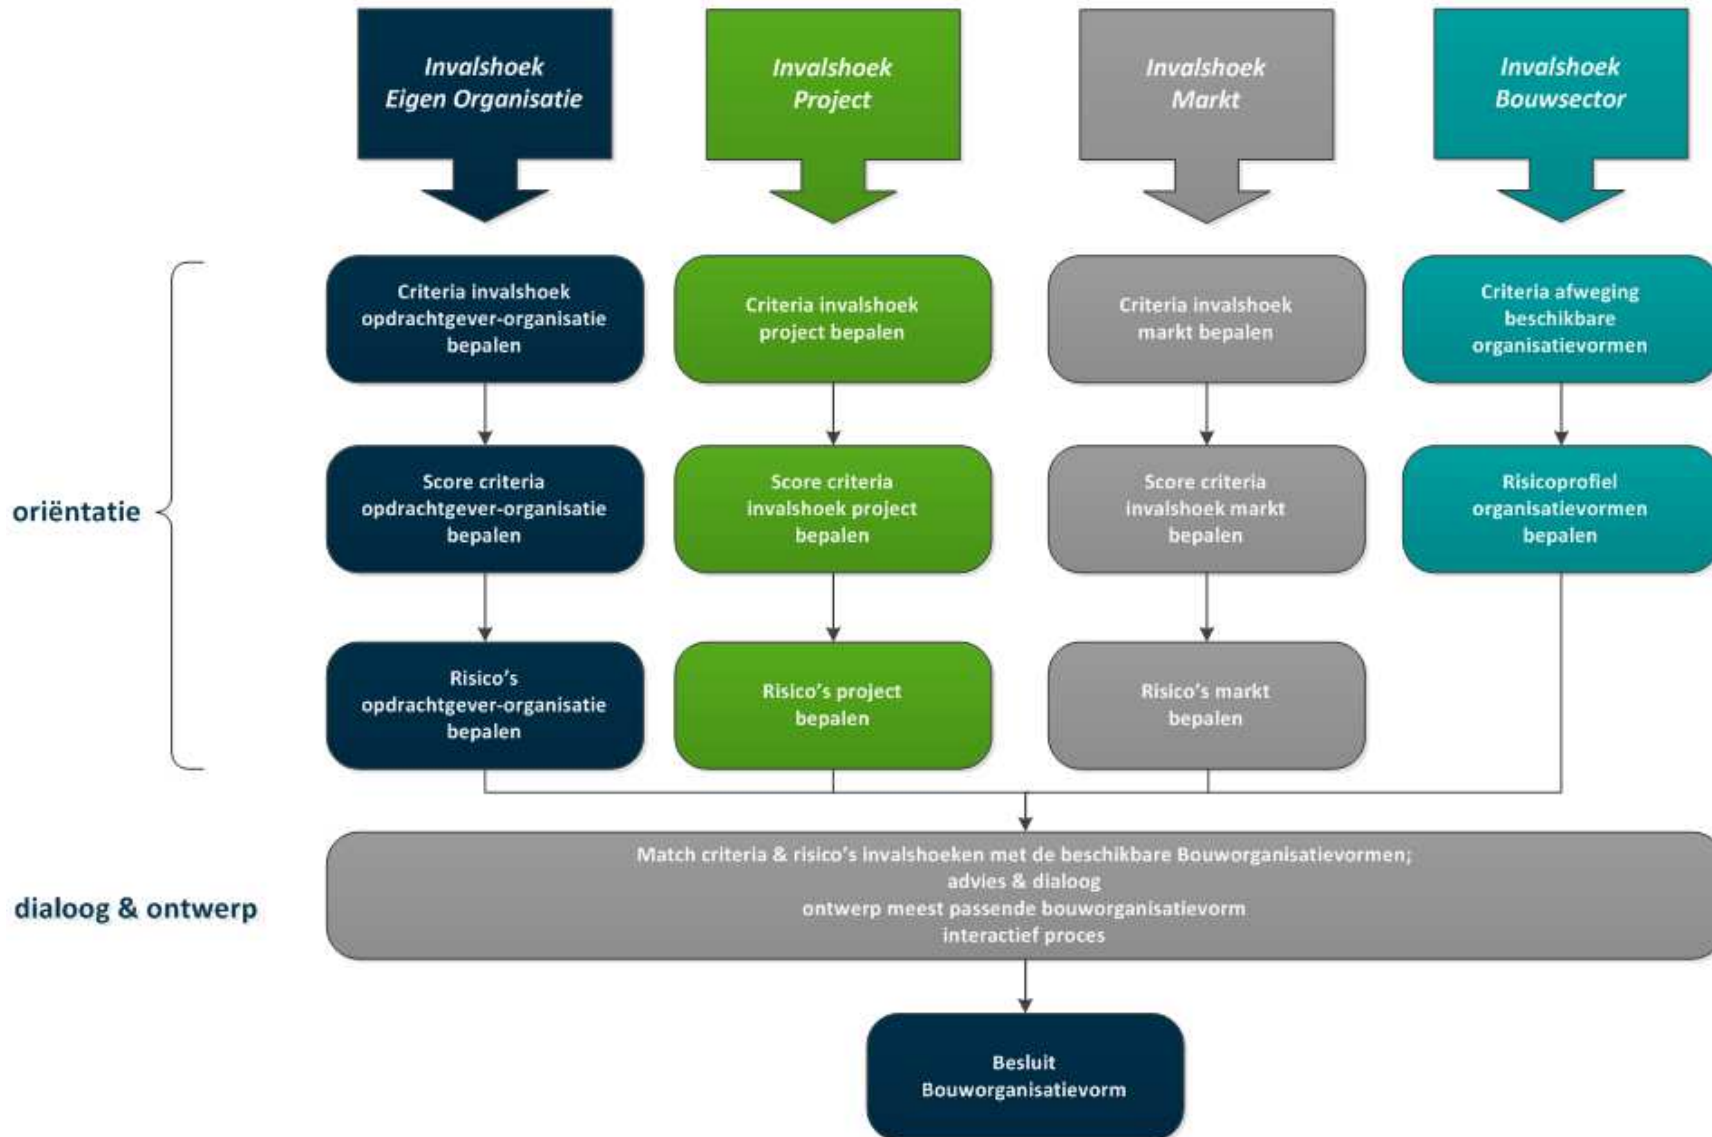 Invalshoek
Eigen Organisatie
Invalshoek
Project
Invalshoek
Markt
Invalshoek
Bouwsector
oriëntatie
Criteria invalshoek
opdrachtgever-organisatie
bepalen
Criteria invalshoek
project bepalen
Criteria invalshoek
markt bepalen
Criteria afweging
beschikbare
organisatievormen
Score criteria
opdrachtgever-organisatie
bepalen
Score criteria
invalshoek project
bepalen
Score criteria
invalshoek markt
bepalen
Risicoprofiel
organisatievormen
bepalen
Risico's
opdrachtgever-organisatie
bepalen
Risico's project
bepalen
Risico's markt
bepalen
dialoog & ontwerp
Match criteria & risico's invalshoeken met de beschikbare Bouworganisatievormen;
advies & dialoog
ontwerp meest passende bouworganisatievorm
interactief proces
Besluit
Bouworganisatievorm